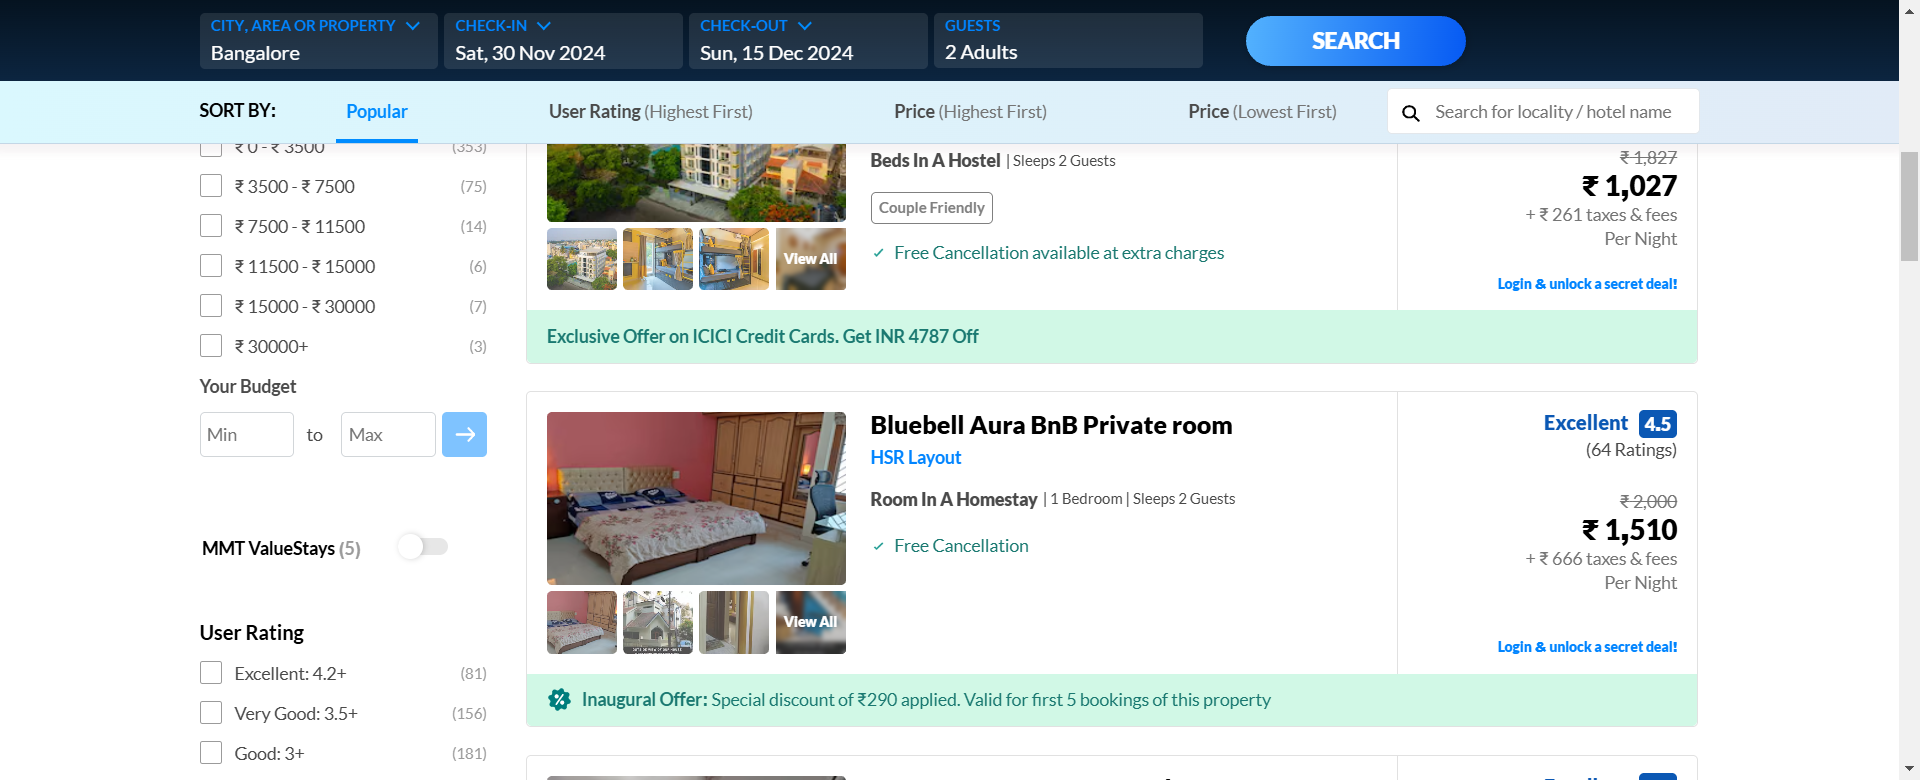 CITY, AREA OR PROPERTY
Bangalore
CHECK-IN
Sat, 30 Nov 2024
CHECK-OUT
Sun, 15 Dec 2024
GUESTS
2 Adults
SEARCH
SORT BY:
Popular
User Rating (Highest First)
Price (Highest First)
Price (Lowest First)
Search for locality / hotel name
₹ 0 - ₹ 3500 (353)
₹ 3500 - ₹ 7500 (75)
₹ 7500 - ₹ 11500 (14)
₹ 11500 - ₹ 15000 (6)
₹ 15000 - ₹ 30000 (7)
₹ 30000+ (3)
Your Budget
Min to Max
MMT ValueStays (5)
User Rating
Excellent: 4.2+ (81)
Very Good: 3.5+ (156)
Good: 3+ (181)
Beds In A Hostel | Sleeps 2 Guests
Couple Friendly
Free Cancellation available at extra charges
View All
₹ 1,827
₹ 1,027
+ ₹ 261 taxes & fees
Per Night
Login & unlock a secret deal!
Exclusive Offer on ICICI Credit Cards. Get INR 4787 Off
Bluebell Aura BnB Private room
HSR Layout
Room In A Homestay | 1 Bedroom | Sleeps 2 Guests
Free Cancellation
View All
Excellent 4.5
(64 Ratings)
₹ 2,000
₹ 1,510
+ ₹ 666 taxes & fees
Per Night
Login & unlock a secret deal!
Inaugural Offer: Special discount of ₹290 applied. Valid for first 5 bookings of this property